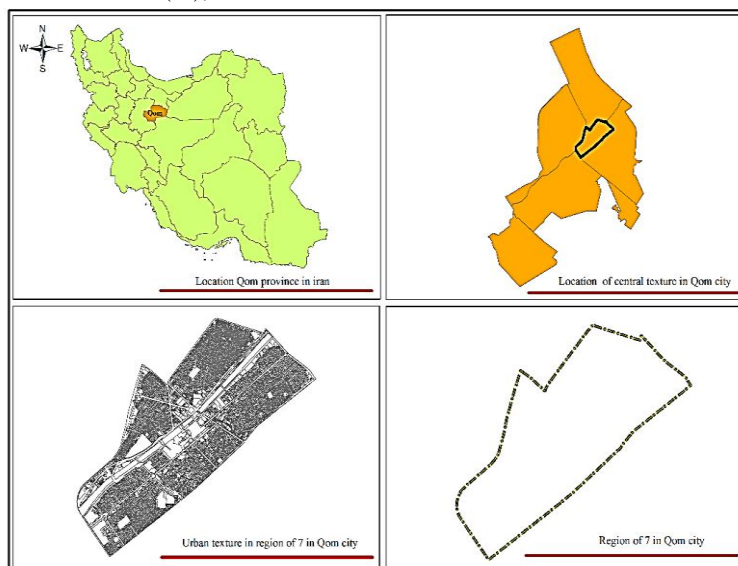 N
W E
S
Qom
Location Qom province in iran
Location of central texture in Qom city
Urban texture in region of 7 in Qom city
Region of 7 in Qom city